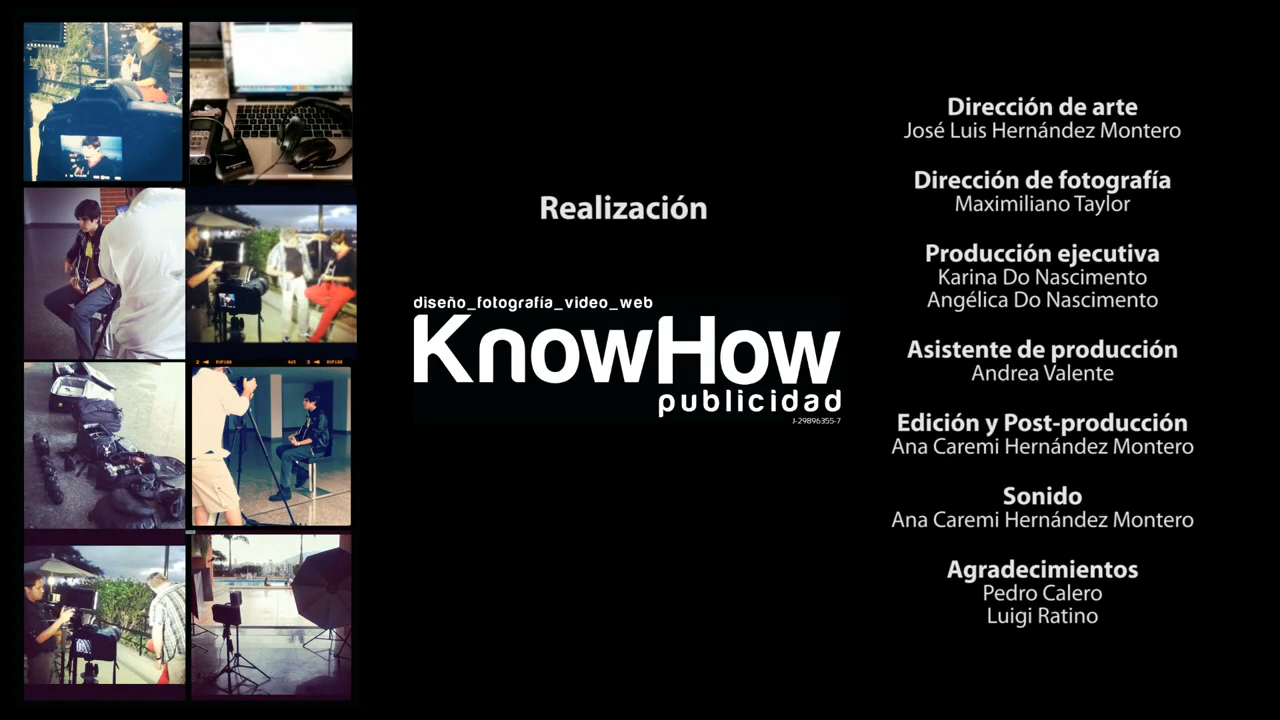 Realización
diseño_fotografía_video_web
KnowHow
publicidad
J-29896355-7
Dirección de arte
José Luis Hernández Montero
Dirección de fotografía
Maximiliano Taylor
Producción ejecutiva
Karina Do Nascimento
Angélica Do Nascimento
Asistente de producción
Andrea Valente
Edición y Post-producción
Ana Caremi Hernández Montero
Sonido
Ana Caremi Hernández Montero
Agradecimientos
Pedro Calero
Luigi Ratino